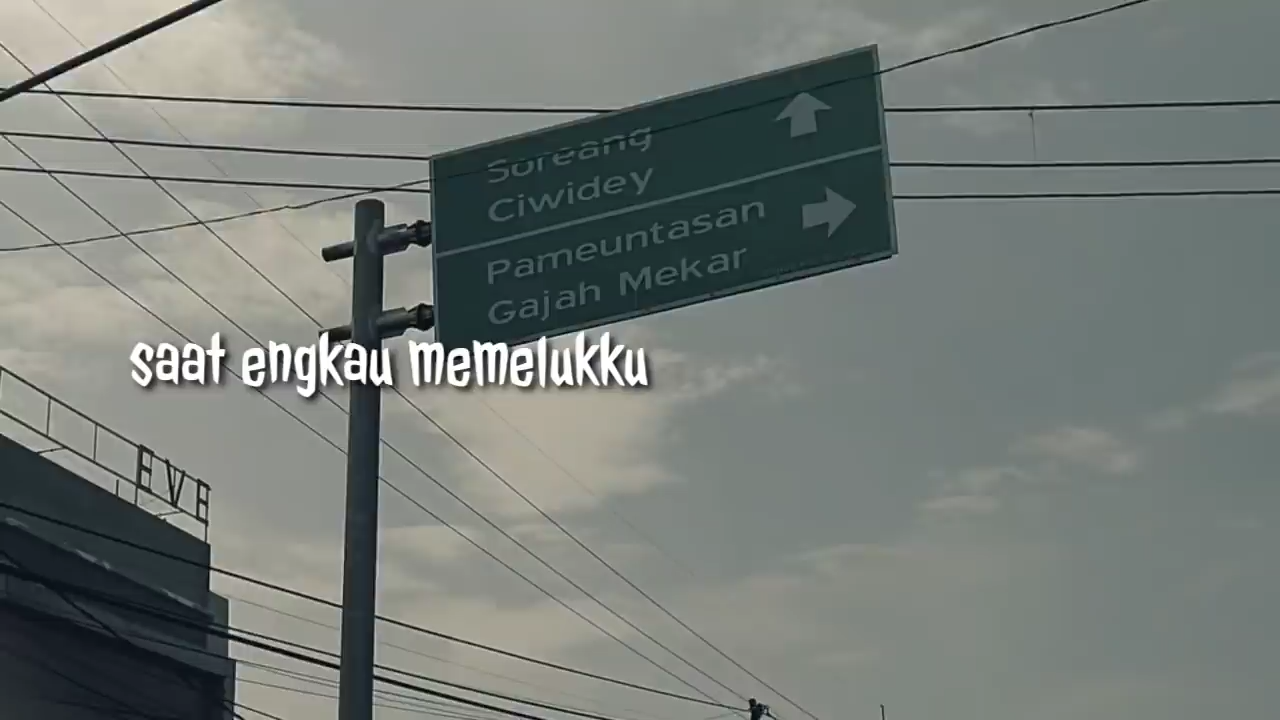 Soreang
Ciwidey
Pameuntasan
Gajah Mekar
saat engkau memelukku
EVE